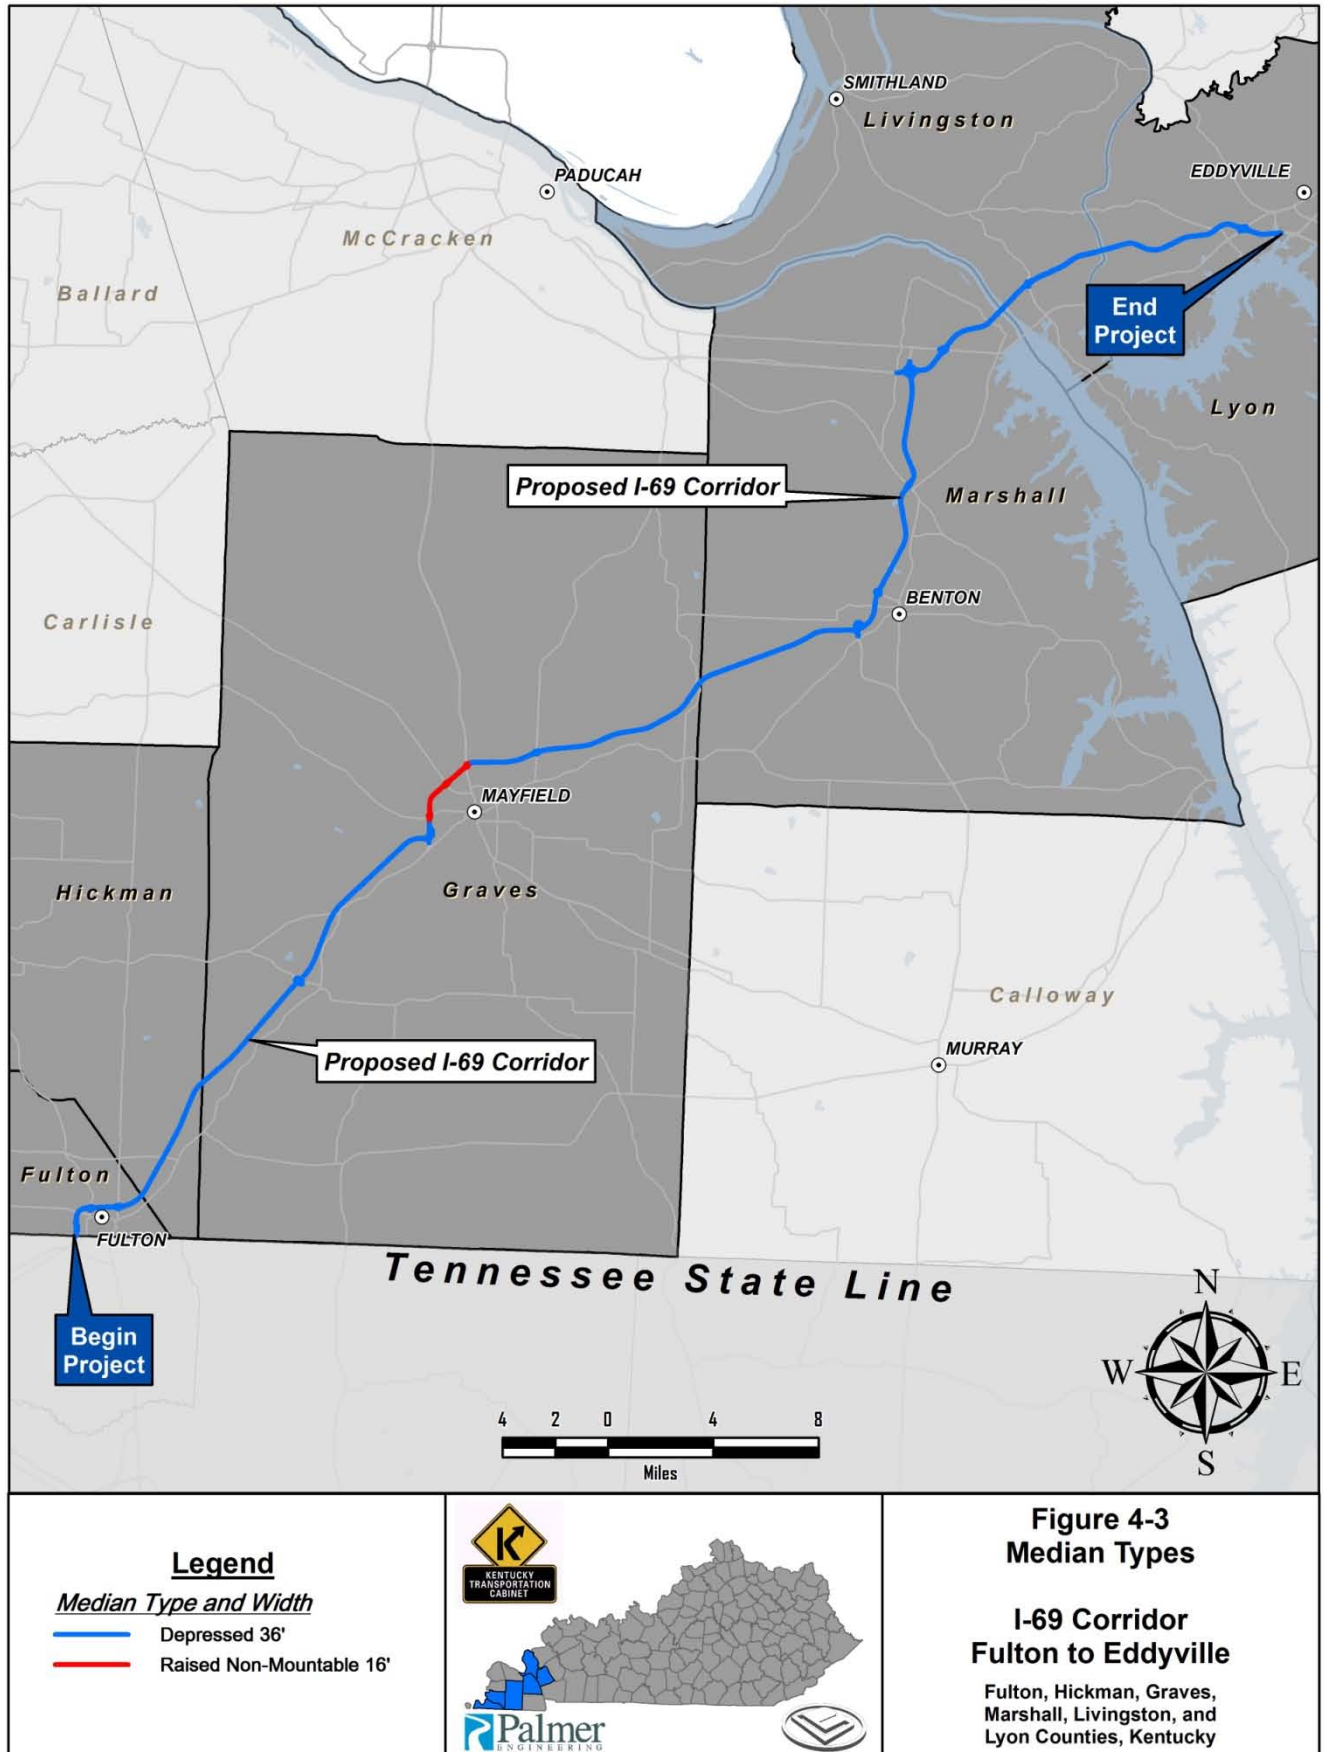 SMITHLAND
Livingston
EDDYVILLE
PADUCAH
McCracken
Ballard
End
Project
Lyon
Proposed I-69 Corridor
Marshall
BENTON
Carlisle
MAYFIELD
Hickman
Graves
Calloway
MURRAY
Proposed I-69 Corridor
Fulton
FULTON
Tennessee State Line
Begin
Project
N
W
E
S
4 2 0 4 8
Miles
Legend
Median Type and Width
Depressed 36'
Raised Non-Mountable 16'
KENTUCKY
TRANSPORTATION
CABINET
Palmer
ENGINEERING
Figure 4-3
Median Types
I-69 Corridor
Fulton to Eddyville
Fulton, Hickman, Graves,
Marshall, Livingston, and
Lyon Counties, Kentucky